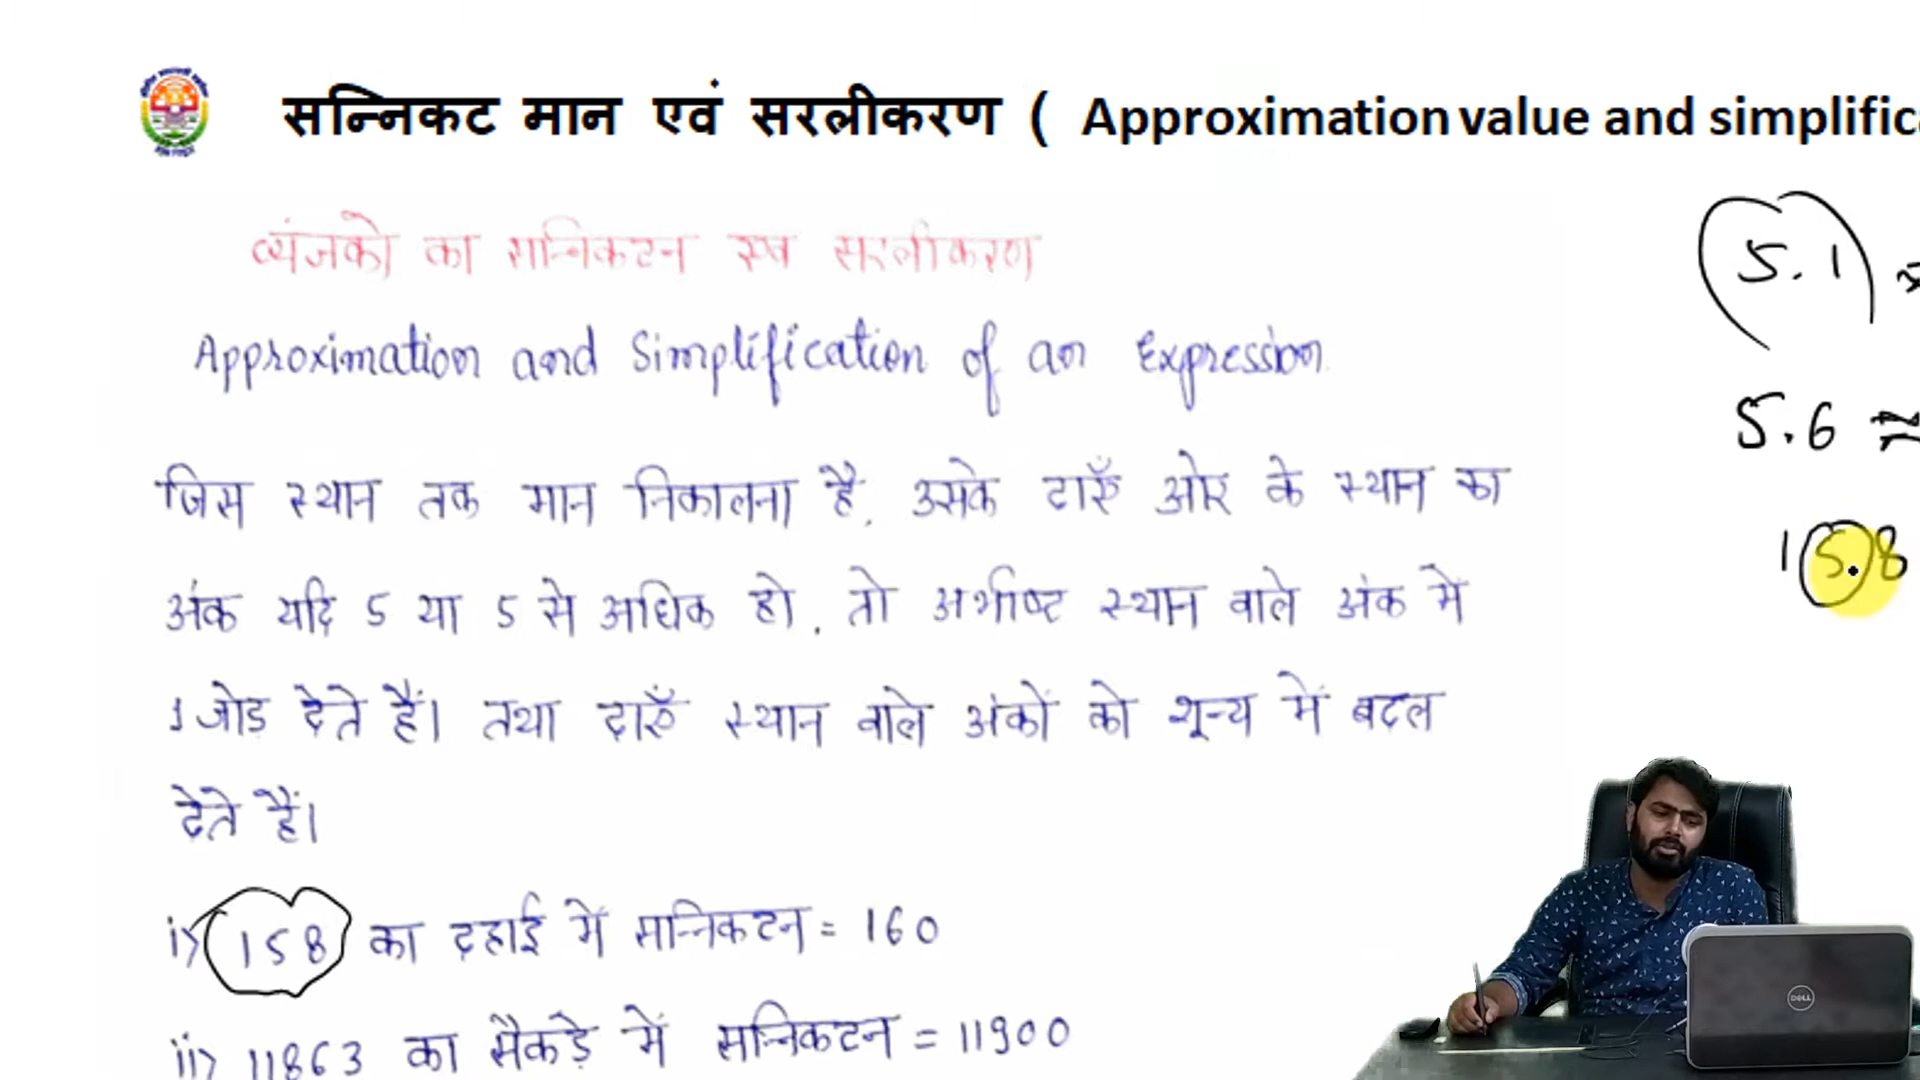 सन्निकट मान एवं सरलीकरण ( Approximation value and simplific
व्यंजको का सन्निकटन एवं सरलीकरण
Approximation and Simplification of an Expression
जिस स्थान तक मान निकालना है, उसके दाएँ ओर के स्थान का
अंक यदि 5 या 5 से अधिक हो, तो अभीष्ट स्थान वाले अंक में
1 जोड़ देते हैं। तथा दाएँ स्थान वाले अंकों को शून्य में बदल
देते हैं।
i) 158 का दहाई में सन्निकटन = 160
ii) 11863 का सैकड़े में सन्निकटन = 11900
5.1
5.6 ≈
158
DELL